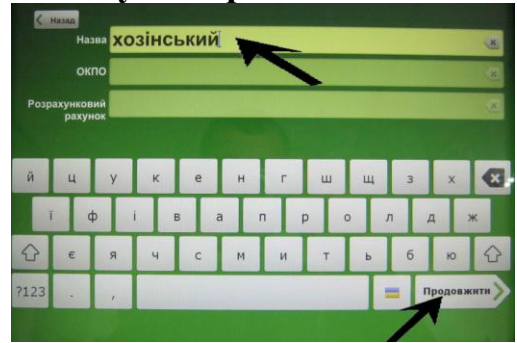 Назад
Назва хозінський
ОКПО
Розрахунковий
рахунок
й ц у к е н г ш щ з х
ї ф і в а п р о л д ж
є я ч с м и т ь б ю
?123 . , Продовжити